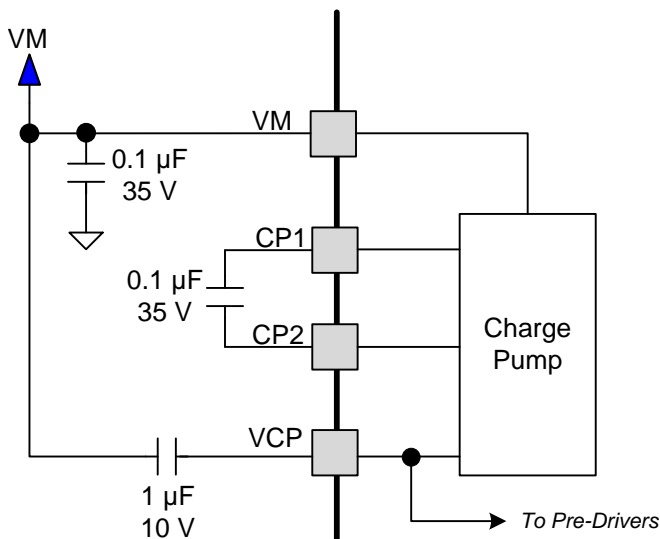 VM
VM
0.1 µF
35 V
CP1
0.1 µF
35 V
CP2
Charge
Pump
VCP
1 µF
10 V
To Pre-Drivers